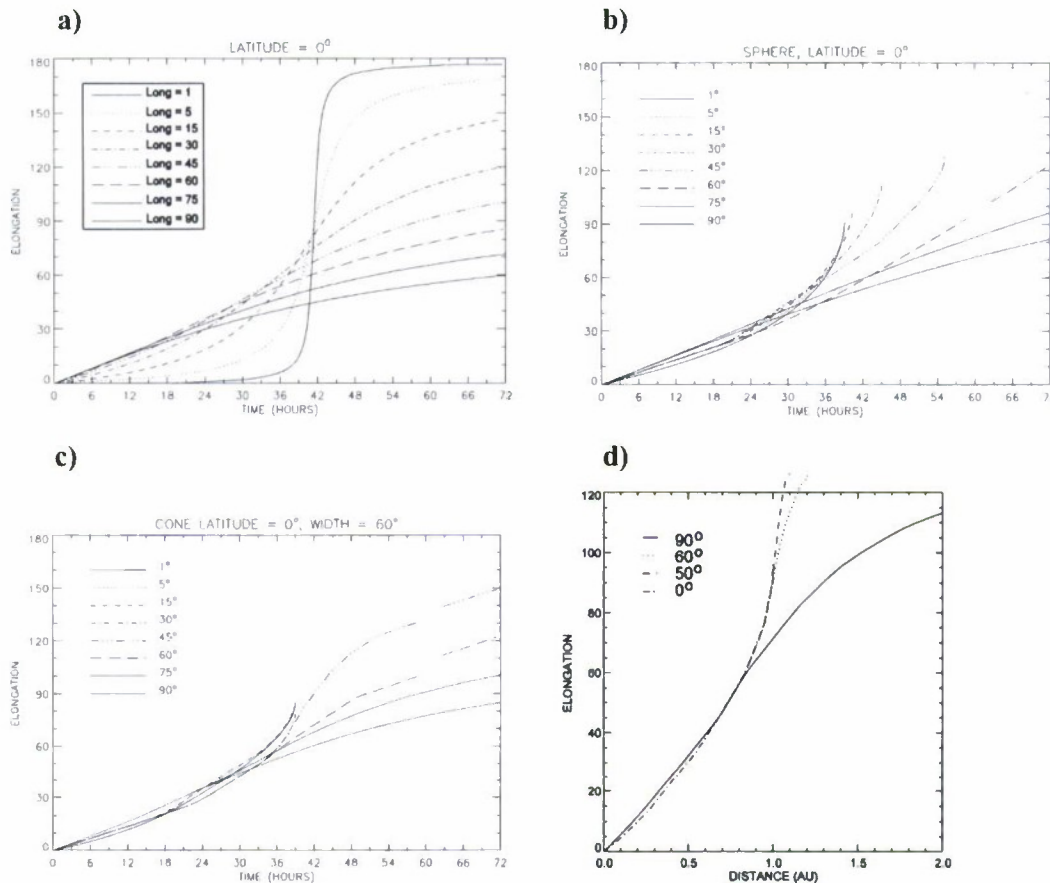 a)
LATITUDE = 0°
ELONGATION
180
150
120
90
60
30
0
Long = 1
Long = 5
Long = 15
Long = 30
Long = 45
Long = 60
Long = 75
Long = 90
0 6 12 18 24 30 36 42 48 54 60 66 72
TIME (HOURS)
b)
SPHERE, LATITUDE = 0°
ELONGATION
180
150
120
90
60
30
0
1°
5°
15°
30°
45°
60°
75°
90°
0 6 12 18 24 30 36 42 48 54 60 66 72
TIME (HOURS)
c)
CONE LATITUDE = 0°, WIDTH = 60°
ELONGATION
180
150
120
90
60
30
0
1°
5°
15°
30°
45°
60°
75°
90°
0 6 12 18 24 30 36 42 48 54 60 66 72
TIME (HOURS)
d)
ELONGATION
120
100
80
60
40
20
0
90°
60°
50°
0°
0.0 0.5 1.0 1.5 2.0
DISTANCE (AU)